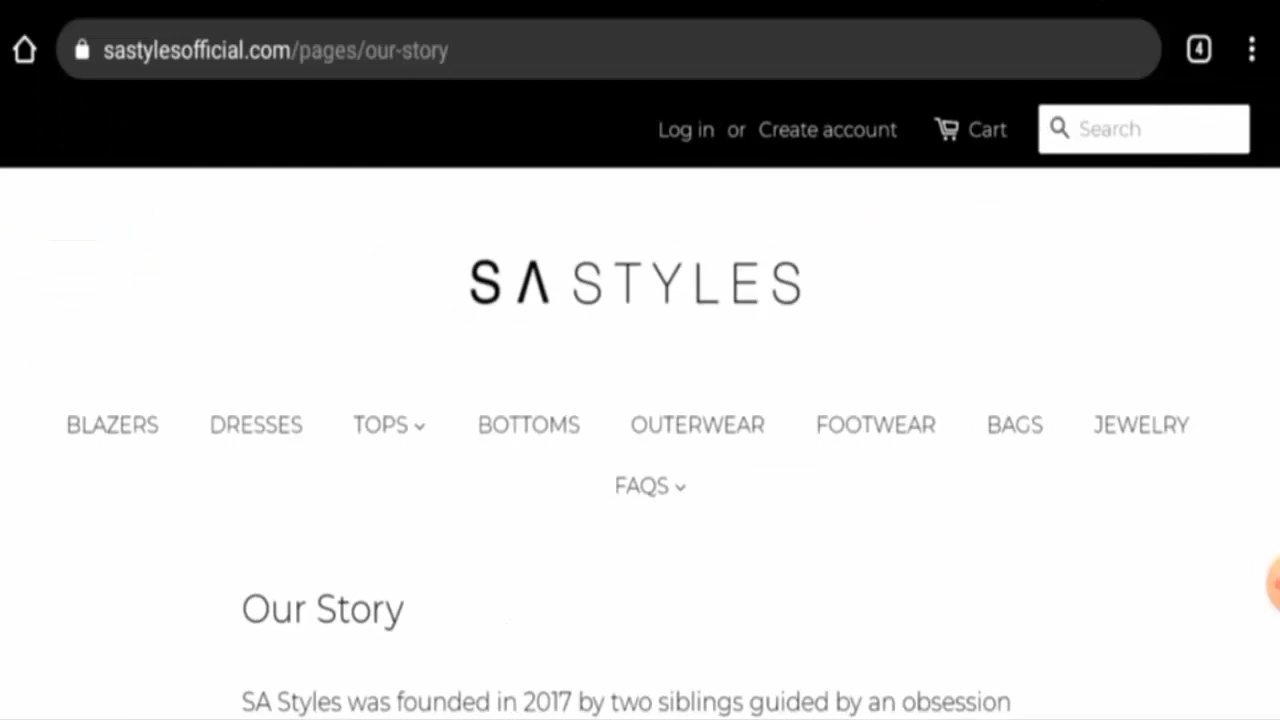 sastylesofficial.com/pages/our-story
4
Log in or Create account Cart Search
SA STYLES
BLAZERS DRESSES TOPS BOTTOMS OUTERWEAR FOOTWEAR BAGS JEWELRY
FAQS
Our Story
SA Styles was founded in 2017 by two siblings guided by an obsession